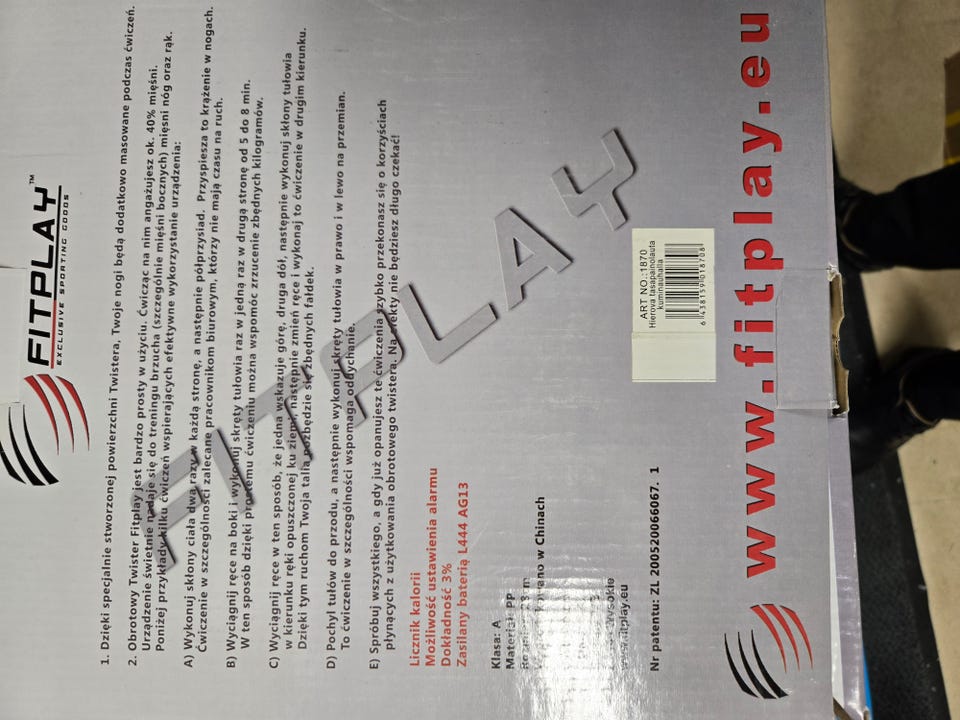 FITPLAY™
EXCLUSIVE SPORTING GOODS
1. Dzięki specjalnie stworzonej powierzchni Twistera, Twoje nogi będą dodatkowo masowane podczas ćwiczeń.
2. Obrotowy Twister Fitplay jest bardzo prosty w użyciu. Ćwicząc na nim angażujesz ok. 40% mięśni.
Urządzenie świetnie nadaje się do treningu brzucha (szczególnie mięśni bocznych) mięsni nóg oraz rąk.
Poniżej przykłady kilku ćwiczeń wspierających efektywne wykorzystanie urządzenia:
A) Wykonuj skłony ciała dwa razy w każdą stronę, a następnie półprzysiad. Przyspiesza to krążenie w nogach.
Ćwiczenie w szczególności zalecane pracownikom biurowym, którzy nie mają czasu na ruch.
B) Wyciągnij ręce na boki i wykonuj skręty tułowia raz w jedną raz w drugą stronę od 5 do 8 min.
W ten sposób dzięki prostemu ćwiczeniu można wspomóc zrzucenie zbędnych kilogramów.
C) Wyciągnij ręce w ten sposób, że jedna wskazuje górę, druga dół, następnie wykonuj skłony tułowia
w kierunku ręki opuszczonej ku ziemi, następnie zmień ręce i wykonaj to ćwiczenie w drugim kierunku.
Dzięki tym ruchom Twoja talia pozbędzie się zbędnych fałdek.
D) Pochyl tułów do przodu, a następnie wykonuj skręty tułowia w prawo i w lewo na przemian.
To ćwiczenie w szczególności wspomaga oddychanie.
E) Spróbuj wszystkiego, a gdy już opanujesz te ćwiczenia szybko przekonasz się o korzyściach
płynących z użytkowania obrotowego twistera. Na efekty nie będziesz długo czekać!
FITPLAY
Licznik kalorii
Możliwość ustawienia alarmu
Dokładność 3%
Zasilany baterią L444 AG13
Klasa: A
Materiał: PP
w Chinach
www.fitplay.eu
Nr patentu: ZL 200520066067. 1
ART NO.:1870
Hierova tasapainolauta
kuminauhalla
6 438159 018708
www.fitplay.eu